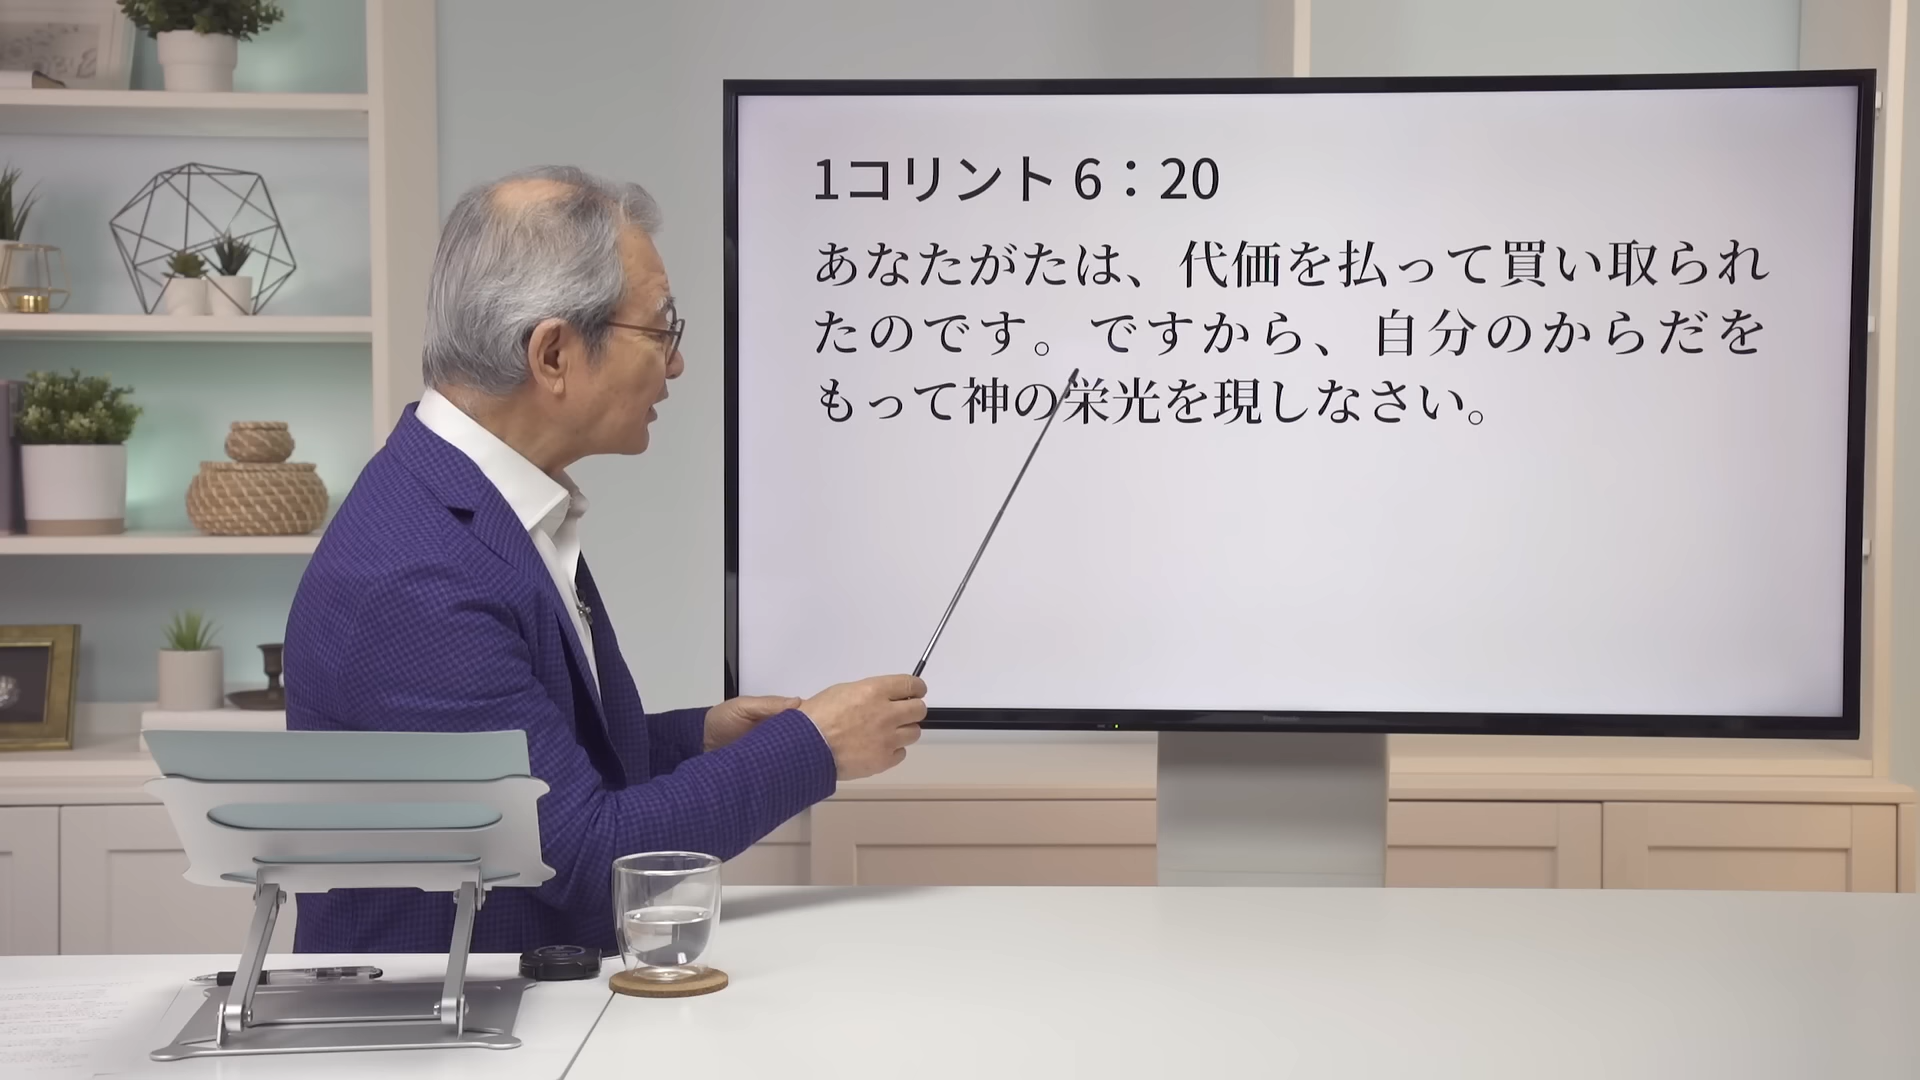 1コリント 6：20
あなたがたは、代価を払って買い取られ
たのです。ですから、自分のからだを
もって神の栄光を現しなさい。
Panasonic